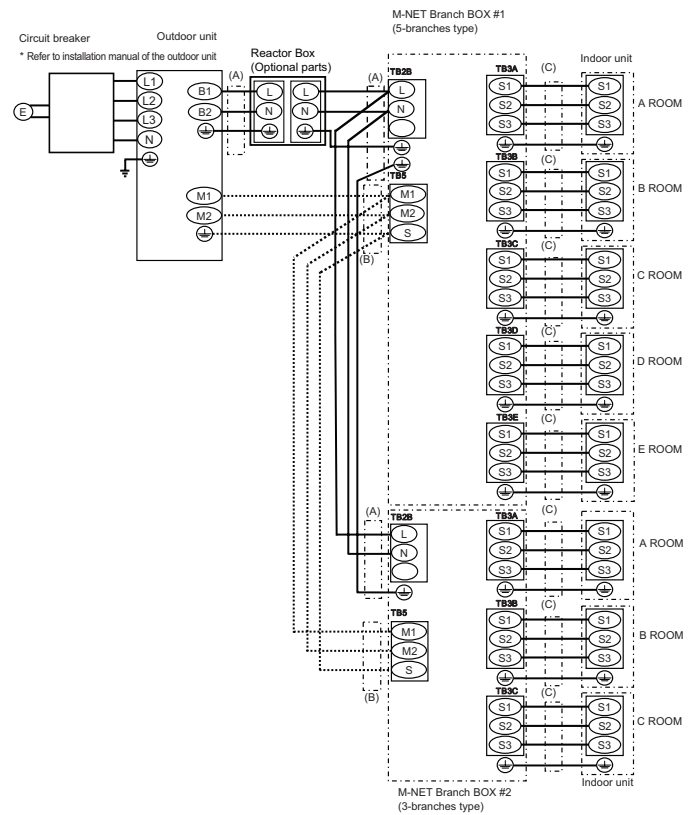 M-NET Branch BOX #1
(5-branches type)
Circuit breaker
Outdoor unit
* Refer to installation manual of the outdoor unit
Reactor Box
(Optional parts)
Indoor unit
E
L1
L2
L3
N
B1
B2
(A)
L
N
L
N
(A)
TB2B
L
N
M1
M2
TB5
M1
M2
S
(B)
TB3A
(C)
S1
S2
S3
S1
S2
S3
A ROOM
TB3B
(C)
S1
S2
S3
S1
S2
S3
B ROOM
TB3C
(C)
S1
S2
S3
S1
S2
S3
C ROOM
TB3D
(C)
S1
S2
S3
S1
S2
S3
D ROOM
TB3E
(C)
S1
S2
S3
S1
S2
S3
E ROOM
(A)
TB2B
L
N
TB5
M1
M2
S
(B)
TB3A
(C)
S1
S2
S3
S1
S2
S3
A ROOM
TB3B
(C)
S1
S2
S3
S1
S2
S3
B ROOM
TB3C
(C)
S1
S2
S3
S1
S2
S3
C ROOM
Indoor unit
M-NET Branch BOX #2
(3-branches type)